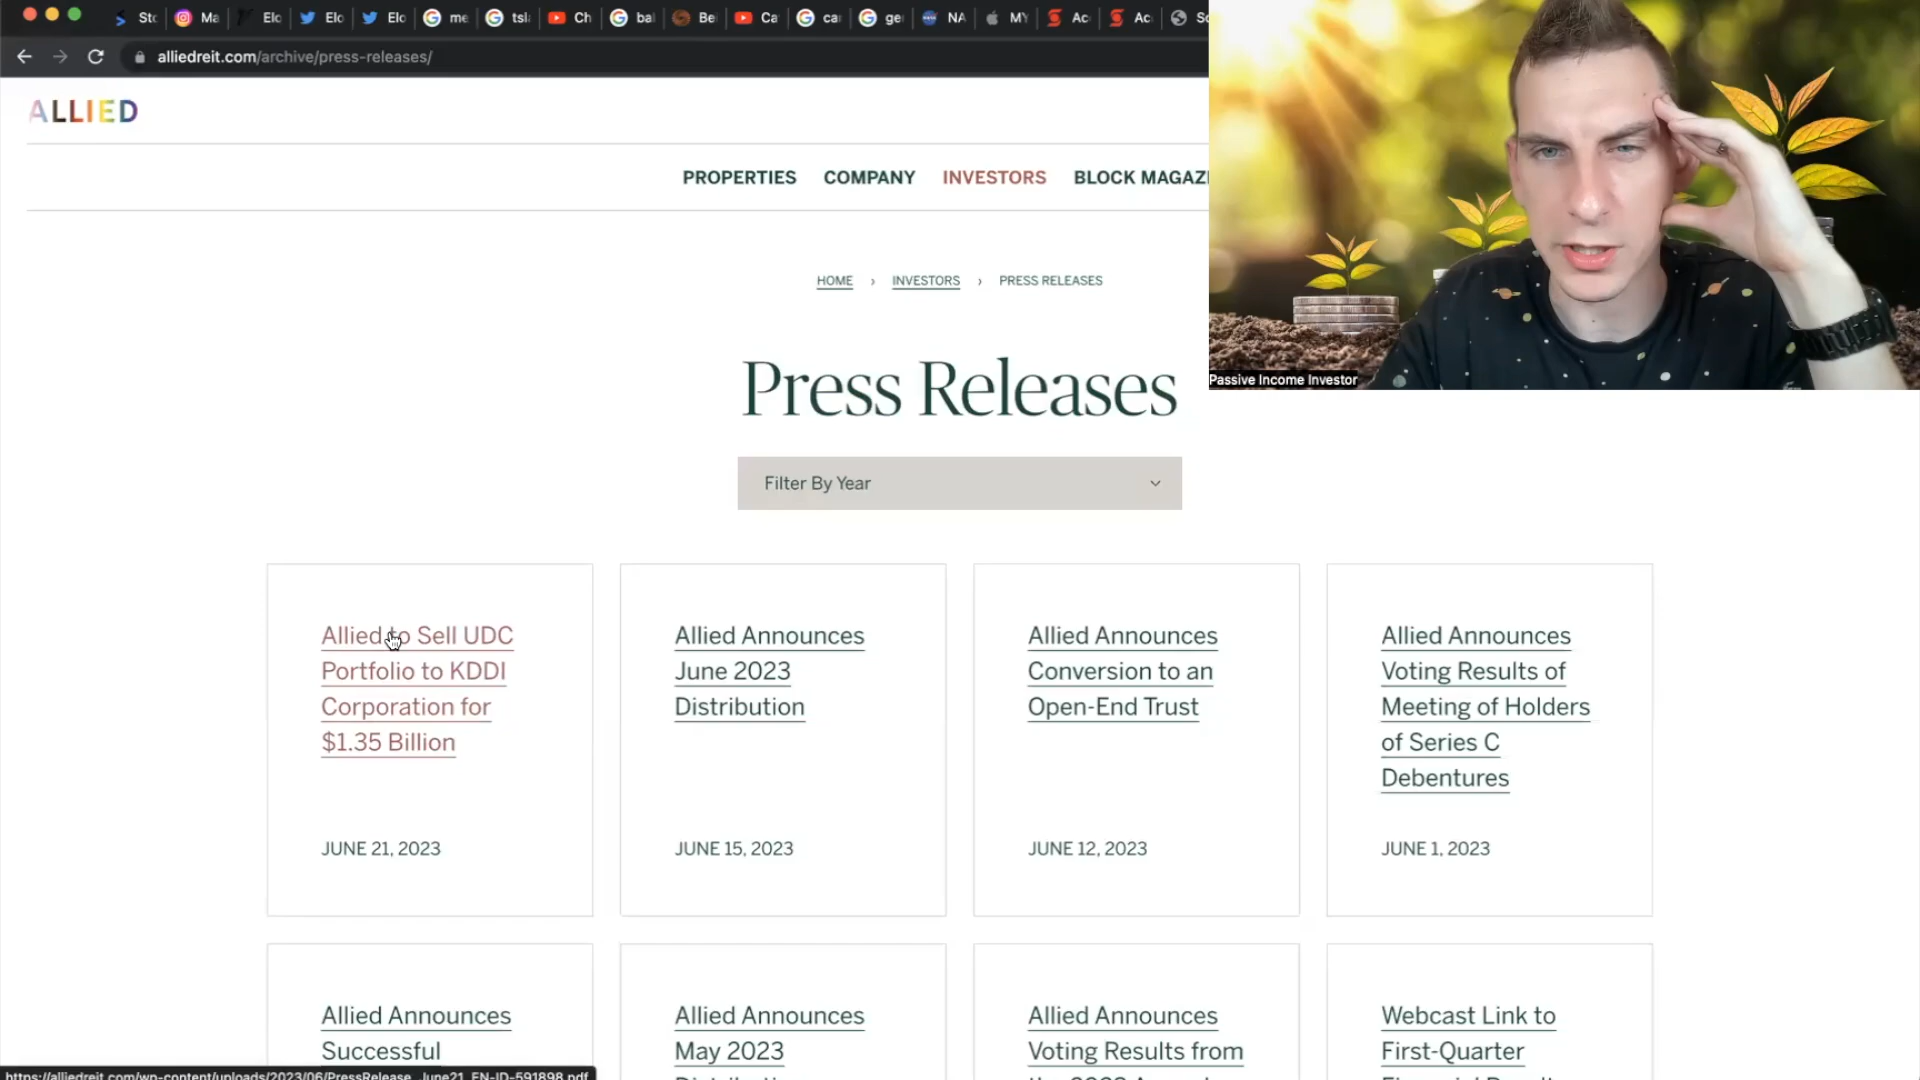 Sto
Ma
Elo
Elo
Elo
me
tsl
Ch
bal
Be
Ca
ca
ge
NA
MY
Ac
Ac
So
alliedreit.com/archive/press-releases/
ALLIED
PROPERTIES
COMPANY
INVESTORS
BLOCK MAGAZI
HOME › INVESTORS › PRESS RELEASES
Press Releases
Filter By Year
Allied to Sell UDC
Portfolio to KDDI
Corporation for
$1.35 Billion
JUNE 21, 2023
Allied Announces
June 2023
Distribution
JUNE 15, 2023
Allied Announces
Conversion to an
Open-End Trust
JUNE 12, 2023
Allied Announces
Voting Results of
Meeting of Holders
of Series C
Debentures
JUNE 1, 2023
Allied Announces
Successful
Allied Announces
May 2023
Allied Announces
Voting Results from
Webcast Link to
First-Quarter
https://alliedreit.com/wp-content/uploads/2023/06/PressRelease_June21_EN-ID-591898.pdf
Passive Income Investor